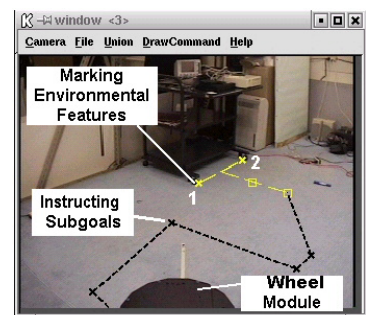 window <3>
Camera File Union DrawCommand Help
Marking
Environmental
Features
2
1
Instructing
Subgoals
Wheel
Module